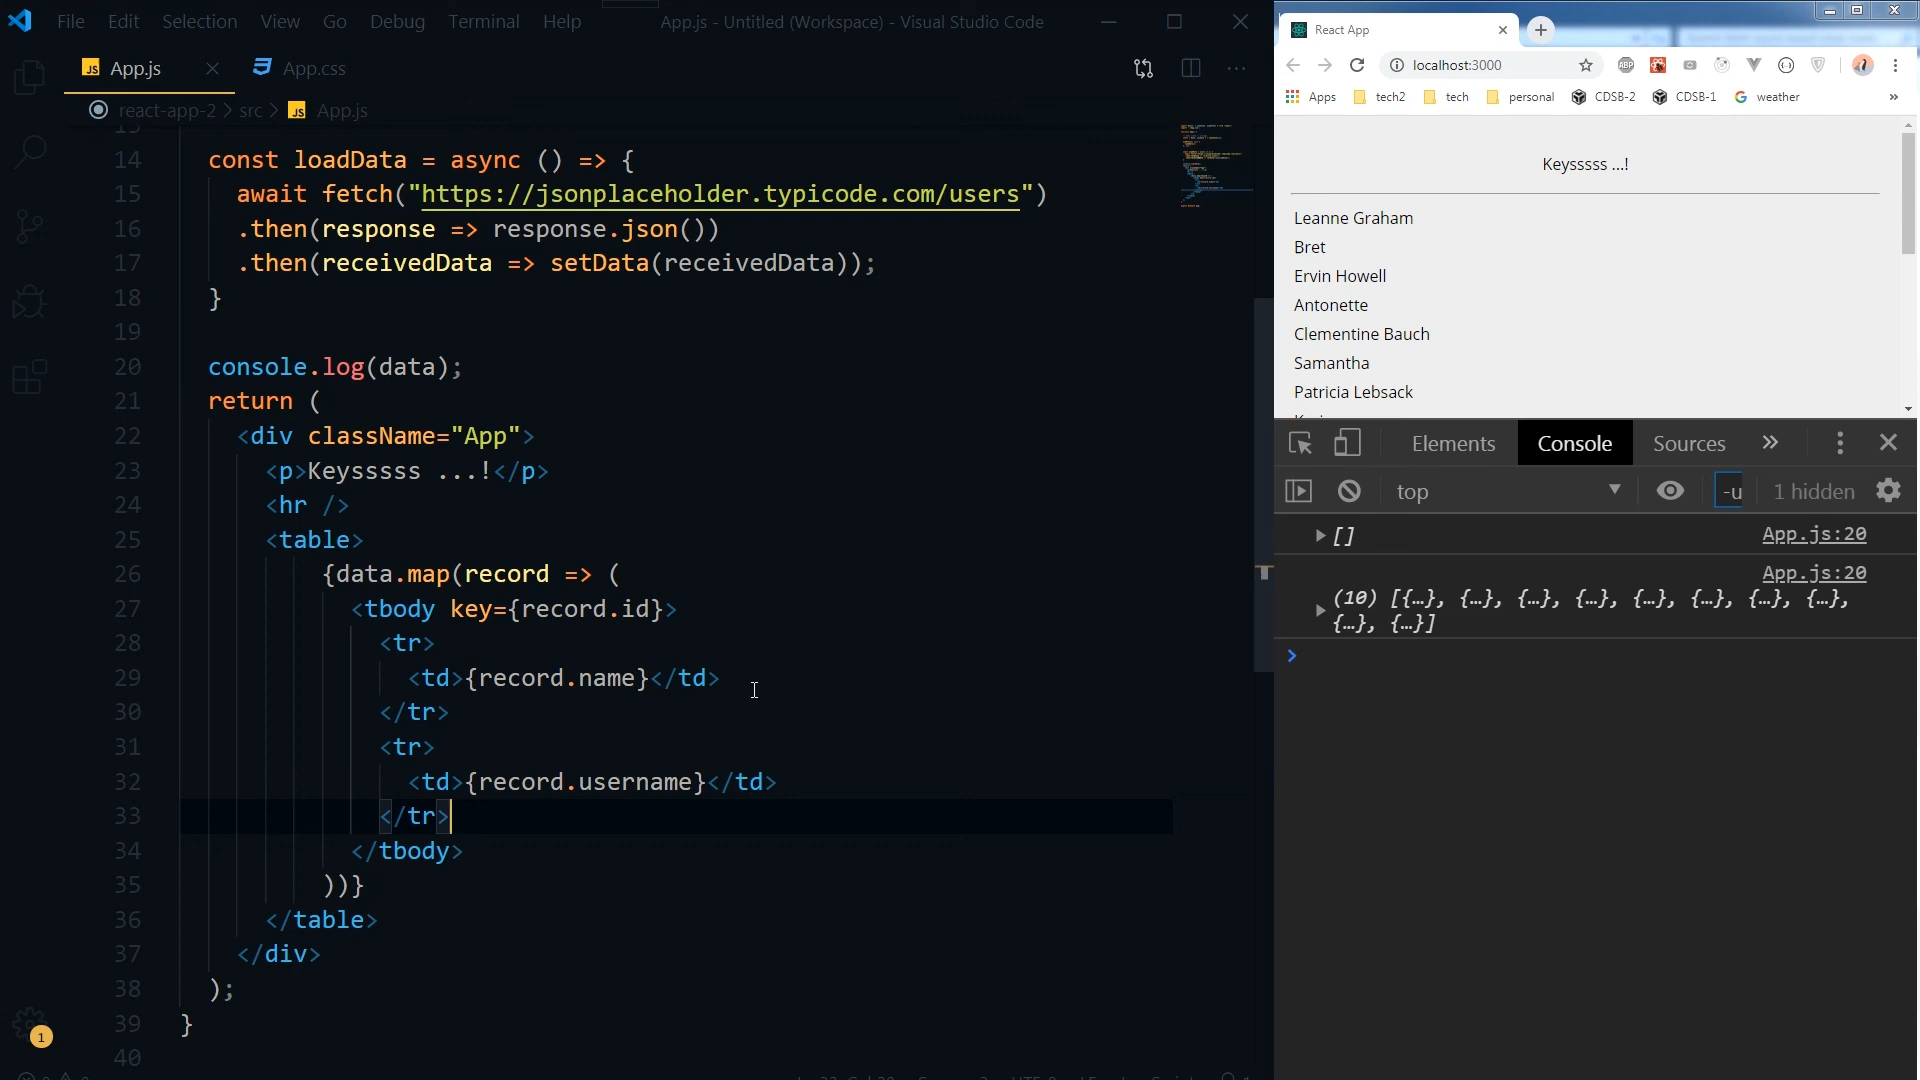 File Edit Selection View Go Debug Terminal Help App.js - Untitled (Workspace) - Visual Studio Code
JS App.js App.css
react-app-2 > src > JS App.js
14 const loadData = async () => {
15 await fetch("https://jsonplaceholder.typicode.com/users")
16 .then(response => response.json())
17 .then(receivedData => setData(receivedData));
18 }
19
20 console.log(data);
21 return (
22 <div className="App">
23 <p>Keysssss ...!</p>
24 <hr />
25 <table>
26 {data.map(record => (
27 <tbody key={record.id}>
28 <tr>
29 <td>{record.name}</td>
30 </tr>
31 <tr>
32 <td>{record.username}</td>
33 </tr>
34 </tbody>
35 ))}
36 </table>
37 </div>
38 );
39 }
40
1
React App
localhost:3000
ABP
Apps tech2 tech personal CDSB-2 CDSB-1 weather »
Keysssss ...!
Leanne Graham
Bret
Ervin Howell
Antonette
Clementine Bauch
Samantha
Patricia Lebsack
Elements Console Sources »
top -u 1 hidden
[] App.js:20
App.js:20
(10) [{…}, {…}, {…}, {…}, {…}, {…}, {…}, {…},
{…}, {…}]